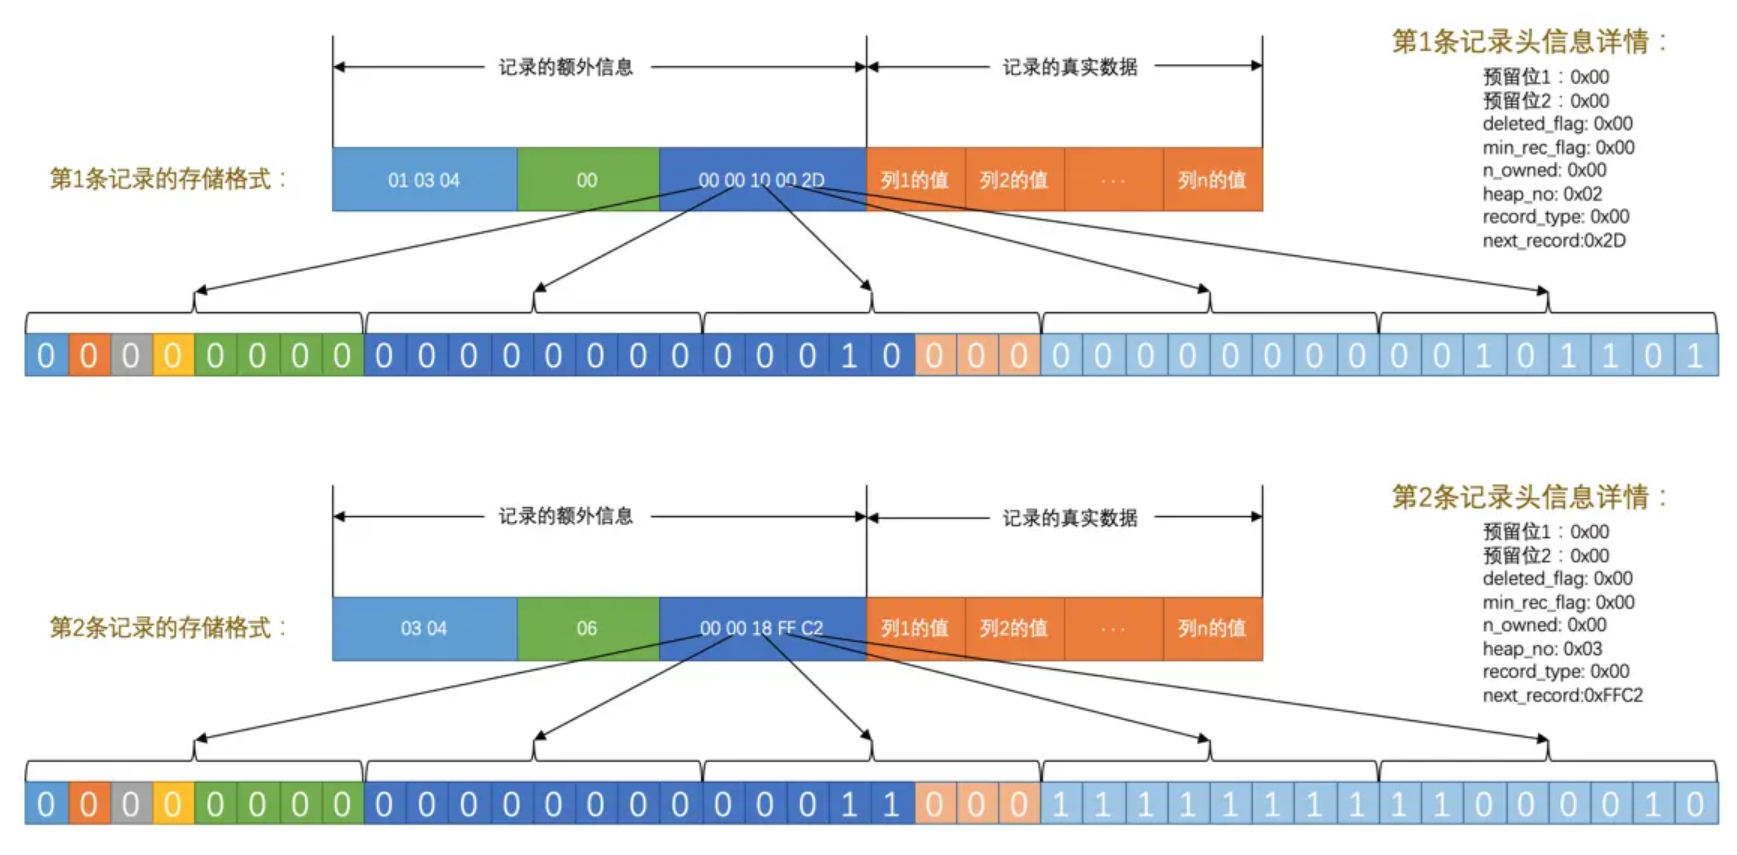 第1条记录头信息详情：
记录的额外信息
记录的真实数据
预留位1：0x00
预留位2：0x00
deleted_flag: 0x00
min_rec_flag: 0x00
n_owned: 0x00
heap_no: 0x02
record_type: 0x00
next_record:0x2D
第1条记录的存储格式：
01 03 04
00
00 00 10 00 2D
列1的值
列2的值
···
列n的值
0 0 0 0 0 0 0 0 0 0 0 0 0 0 0 0 0 0 0 1 0 0 0 0 0 0 0 0 0 0 0 0 0 0 1 0 1 1 0 1
第2条记录头信息详情：
记录的额外信息
记录的真实数据
预留位1：0x00
预留位2：0x00
deleted_flag: 0x00
min_rec_flag: 0x00
n_owned: 0x00
heap_no: 0x03
record_type: 0x00
next_record:0xFFC2
第2条记录的存储格式：
03 04
06
00 00 18 FF C2
列1的值
列2的值
···
列n的值
0 0 0 0 0 0 0 0 0 0 0 0 0 0 0 0 0 0 0 1 1 0 0 0 1 1 1 1 1 1 1 1 1 1 0 0 0 0 1 0